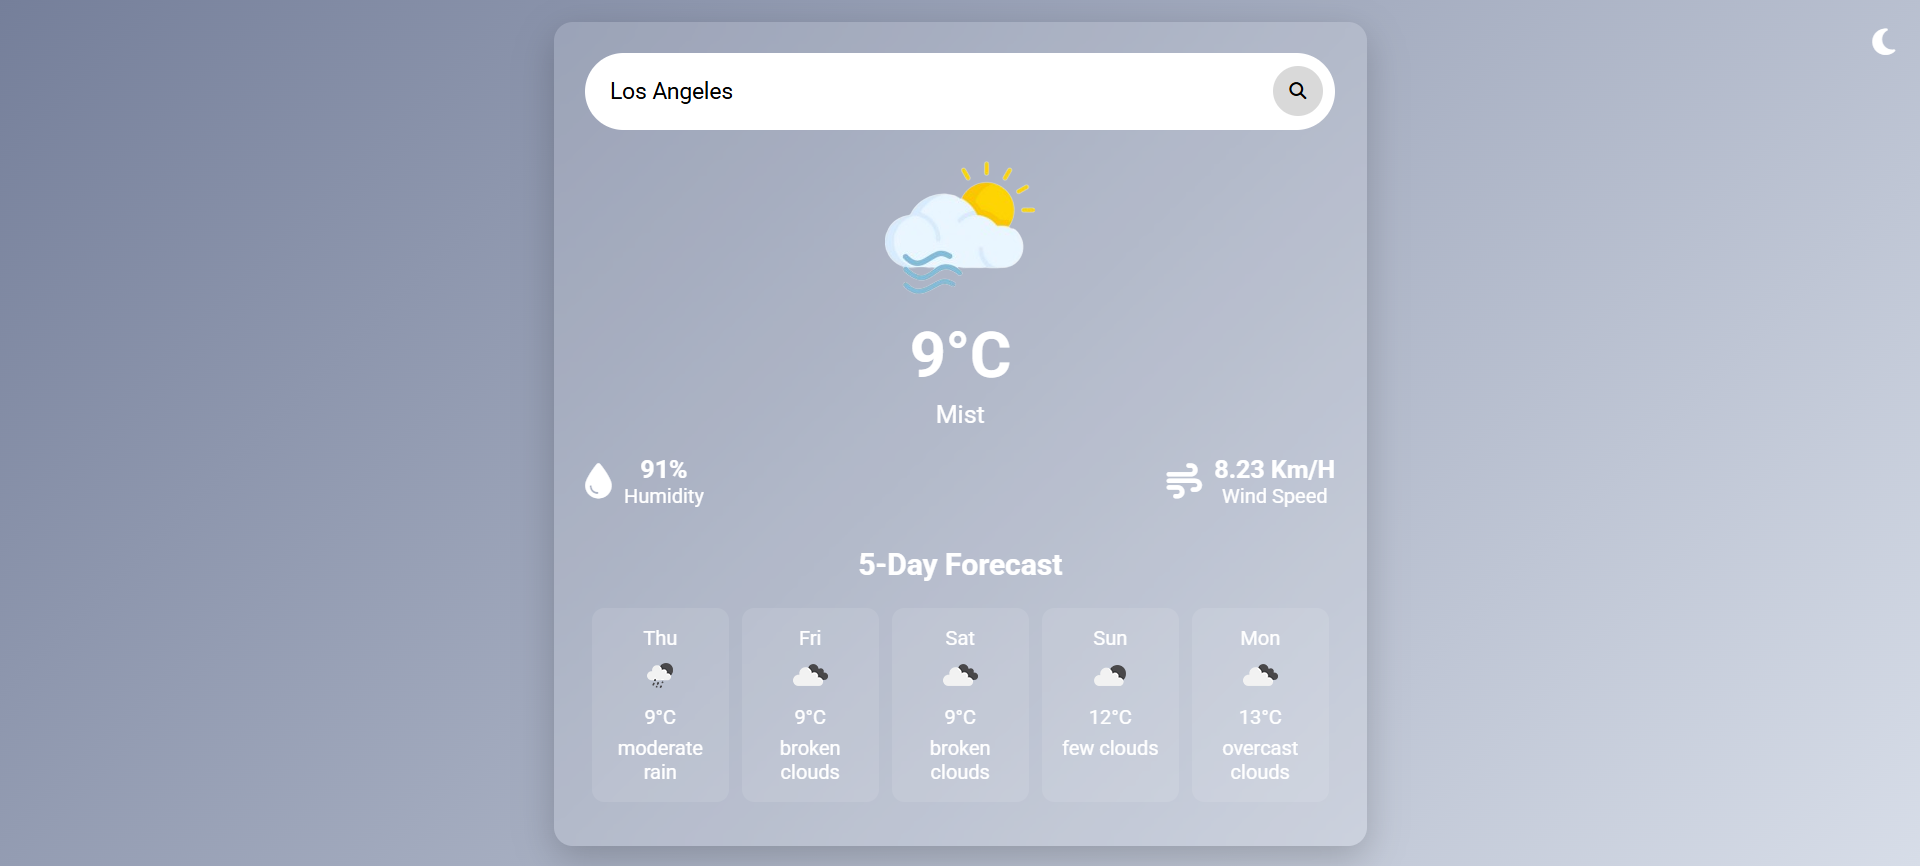 Los Angeles
9°C
Mist
91%
Humidity
8.23 Km/H
Wind Speed
5-Day Forecast
Thu
9°C
moderate
rain
Fri
9°C
broken
clouds
Sat
9°C
broken
clouds
Sun
12°C
few clouds
Mon
13°C
overcast
clouds